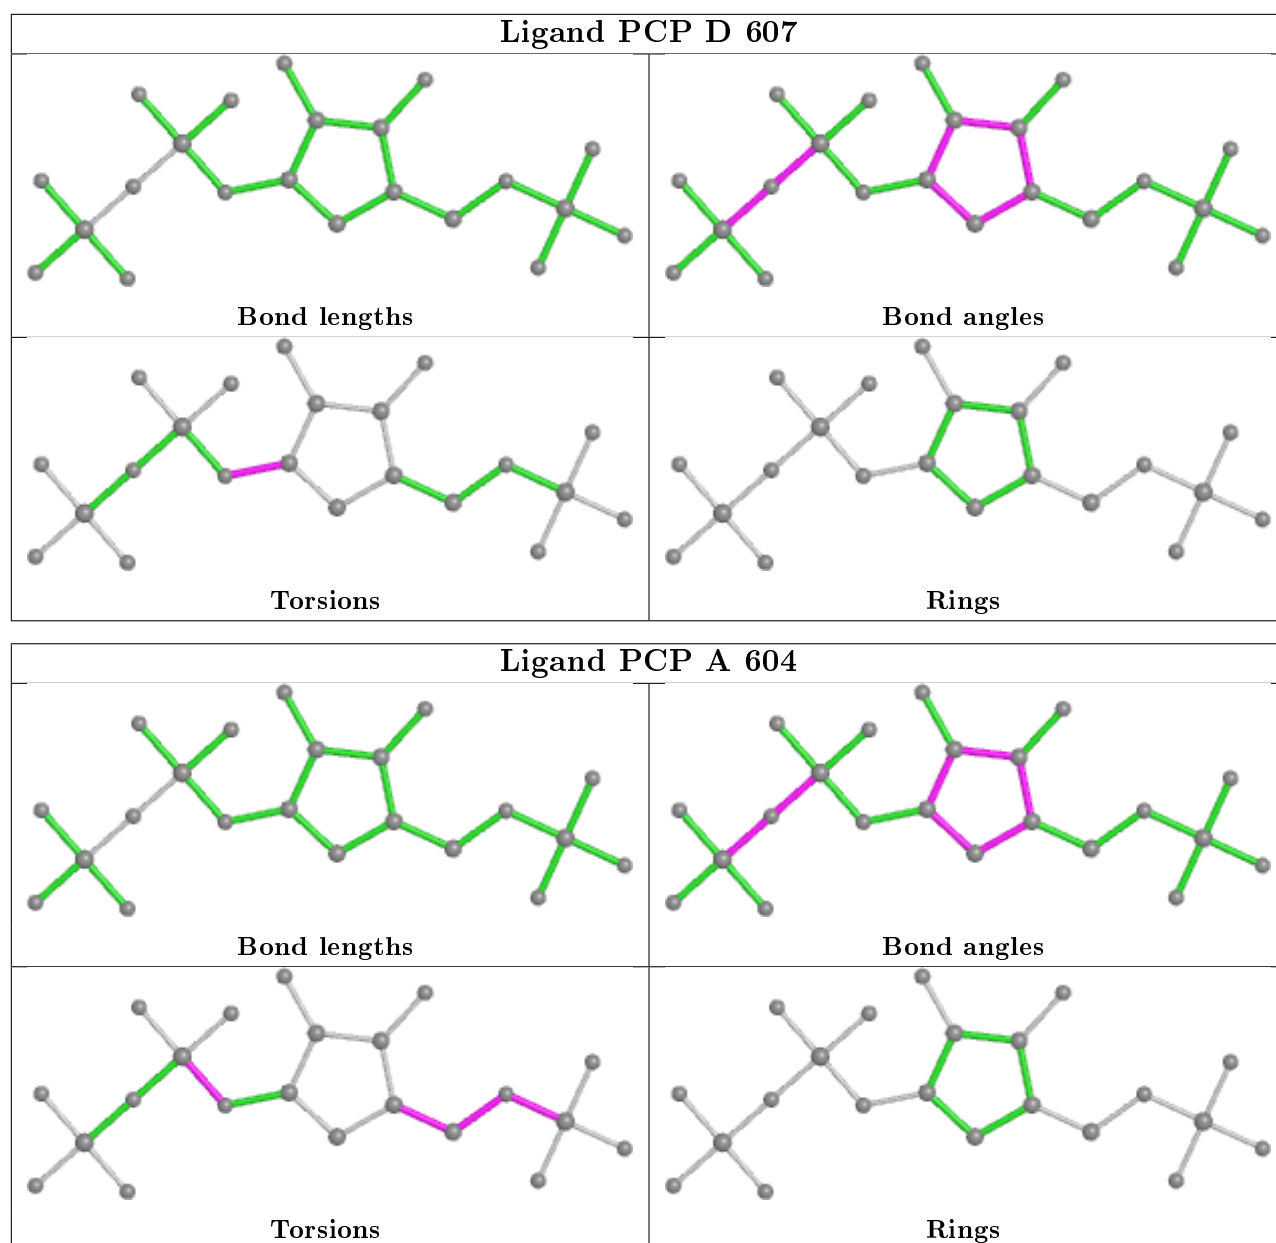 Ligand PCP D 607
Bond lengths
Bond angles
Torsions
Rings
Ligand PCP A 604
Bond lengths
Bond angles
Torsions
Rings